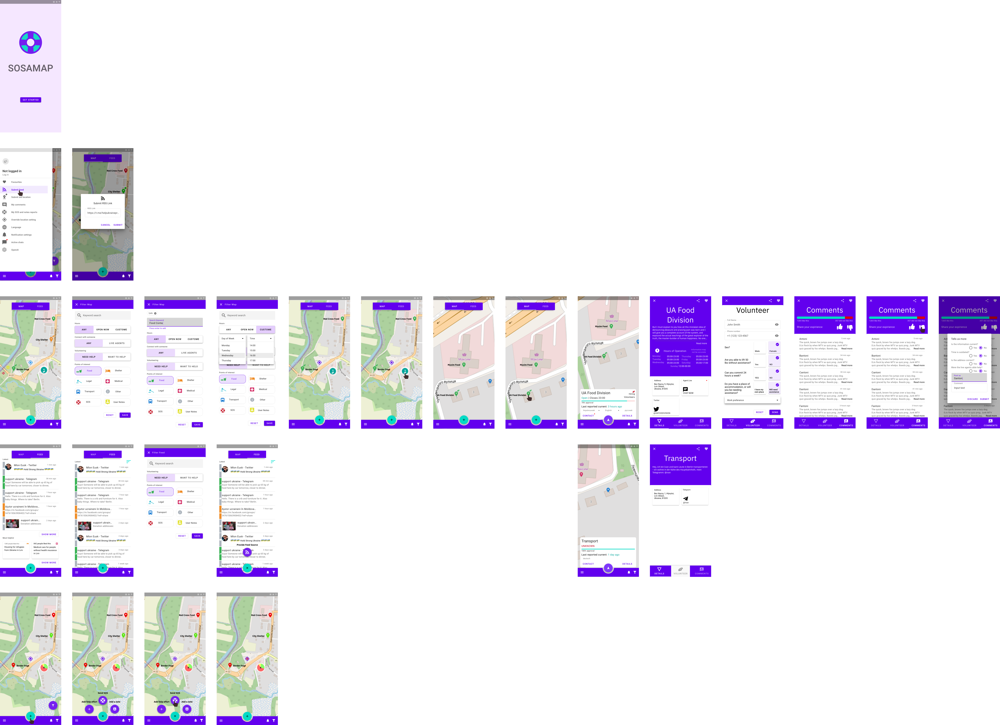 SOSAMAP
GET STARTED
Not logged in
Log in
Favourites
Submit Feed
Submit aid location
My comments
My SOS and notes reports
Override location setting
Language
Notification settings
Active chats
OpenAi
MAP FEED
Red Cross Food
City Shelter
Submit RSS Link
RSS Link
https://t.me/helpukrainepr...
CANCEL SUBMIT
MAP FEED
Red Cross Food
City Shelter
Border Food
H-22
Filter Map
Keyword search
Hours
ANY OPEN NOW CUSTOME
Connect with someone
ANY LIVE AGENTS
Volunteering
NEED HELP WANT TO HELP
Points of interest
Food Shelter
Legal Medical
Transport Other
SOS User Notes
RESET SAVE
Filter Map
Lviv
Search Keyword
Food Conta
Press enter to add
Hours
ANY OPEN NOW CUSTOME
Connect with someone
ANY LIVE AGENTS
Volunteering
NEED HELP WANT TO HELO
Points of interest
Food Shelter
Legal Medical
Transport Other
SOS User Notes
RESET SAVE
Filter Map
Keyword search
Hours
ANY OPEN NOW CUSTOME
Day of Week Time
Monday 14:00
Tuesday 15:00
Wednesday 16:00
Thursday 17:00
NEED HELP WANT TO HELP
Points of interest
Food Shelter
Legal Medical
Transport Other
SOS User Notes
RESET SAVE
MAP FEED
Red Cross Food
Border Food
H-22
3
MAP FEED
Red Cross Food
Border Food
H-22
MAP FEED
Максим
Maxim Food
UA Food Division
3
MAP FEED
Максим
Maxim Food
UA Food Division
3
Максим
Maxim Food
UA Food Division
3
UA Food Division
Hiring
Volunteers
Open | Closes 23:00
78% approval
Last reported current: 3 hours ago
Український • English • русский
CONTACT DETAILS
UA Food
Division
But I must explain to you how all this mistaken idea of
denouncing pleasure and praising pain was born and I
will give you a complete account of the system, and
expound the actual teachings of the great explorer of the
truth, the master-builder of human happiness. No one...
Read more
Hours of Operation
Information may
not be accurate
Monday 05:00-23:00 Thursday 05:00-23:00
Tuesday 05:00-23:00 Friday 05:00-23:00
Wednesday 05:00-23:00 Saturday 05:00-17:00
Sunday 12:00-00:00
Address
Bez Nazvy, 9, Hlynytsi,
Lviv Oblast,
Ukraine, 81035
Agent Live
CHAT NOW
Twitter
@UAFOODIVISION
DETAILS VOLUNTEER COMMENTS
Volunteer
Full Name
John Smith
Phone number
+1 (123) 123-4567
Sex?
Male Female
Are you able to lift 50
lbs without assistance?
Yes NO
Can you commit 24
hours a week?
YES NO
Do you have a place of
accommodation, or will
you be needing
assistance?
I have my
own place
Will need
assistance
Work preferance
RESET SEND
DETAILS VOLUNTEER COMMENTS
Comments
1265 like this 357 did not like this
Share your expirience
Antoni 5 min ago
The quick, brown fox jumps over a lazy dog.
DJs flock by when MTV ax quiz prog. Junk MTV
quiz graced by fox whelps. Bawds jog... Read more
Bantoni 34 min ago
The quick, brown fox jumps over a lazy dog.
DJs flock by when MTV ax quiz prog. Junk MTV
quiz graced by fox whelps. Bawds jog... Read more
Cantoni 38 min ago
The quick, brown fox jumps over a lazy dog.
DJs flock by when MTV ax quiz prog. Junk MTV
quiz graced by fox whelps. Bawds jog... Read more
Dantoni 41 min ago
The quick, brown fox jumps over a lazy dog.
DJs flock by when MTV ax quiz prog. Junk MTV
quiz graced by fox whelps. Bawds jog... Read more
Fantoni 3 hours ago
The quick, brown fox jumps over a lazy dog.
DJs flock by when MTV ax quiz prog. Junk MTV
quiz graced by fox whelps. Bawds jog... Read more
DETAILS VOLUNTEER COMMENTS
Comments
1265 like this 357 did not like this
Share your expirience
Antoni 5 min ago
The quick, brown fox jumps over a lazy dog.
DJs flock by when MTV ax quiz prog. Junk MTV
quiz graced by fox whelps. Bawds jog... Read more
Bantoni 34 min ago
The quick, brown fox jumps over a lazy dog.
DJs flock by when MTV ax quiz prog. Junk MTV
quiz graced by fox whelps. Bawds jog... Read more
Cantoni 38 min ago
The quick, brown fox jumps over a lazy dog.
DJs flock by when MTV ax quiz prog. Junk MTV
quiz graced by fox whelps. Bawds jog... Read more
Dantoni 41 min ago
The quick, brown fox jumps over a lazy dog.
DJs flock by when MTV ax quiz prog. Junk MTV
quiz graced by fox whelps. Bawds jog... Read more
Fantoni 3 hours ago
The quick, brown fox jumps over a lazy dog.
DJs flock by when MTV ax quiz prog. Junk MTV
quiz graced by fox whelps. Bawds jog... Read more
DETAILS VOLUNTEER COMMENTS
Comments
1265 like this 357 did not like this
Share your expirience
Tells us more
Is the information current?
Yes No
Time is outdated?
Yes No
Is the address correct?
Yes No
Were the live agents able help?
Yes No
Post as
Ganton
Comment
Input text
DISCARD SUBMIT
quiz graced by fox whelps. Bawds jog... Read more
DETAILS VOLUNTEER COMMENTS
MAP FEED
Latest
Mlon Eusk - Twitter 1 min ago
Hold Strong Ukraine
support ukraine - Telegram 38 min ago
Guys! Someone will be able to pick up 65 kg of
food here by car tomorrow, closer to dinner,
support ukraine - Telegram 1 hour ago
Hello. There is a crib and furniture for it. Also
baby things. Where to take? Berlin.
Ajutor ucraineni în Moldova... 1 hour ago
https://m.facebook.com/groups/
347615063908402/?ref=share
support ukrain... 2 days ago
Donation addresses:
SHOW MORE
Most helpful
1285 people liked this
Housing for refugees
from Ukraine in Lviv
842 people liked this
Medical care for people
without health insurance
in Lviv
SHOW MORE
MAP FEED
Latest
Mlon Eusk - Twitter 1 min ago
Hold Strong Ukraine
support ukraine - Telegram 39 min ago
Guys! Someone will be able to pick up 65 kg of
food here by car tomorrow, closer to dinner,
support ukraine - Telegram 1 hour ago
Hello. There is a crib and furniture for it. Also
baby things. Where to take? Berlin.
Ajutor ucraineni în Moldova... 1 hour ago
https://m.facebook.com/groups/
347615063908402/?ref=share
support ukrain... 2 days ago
Donation addresses:
Mlon Eusk - Twitter 2 days ago
Hold Strong Ukraine
support ukraine - Telegram 3 days ago
Guys! Someone will be able to pick up 65 kg of
food here by car tomorrow, closer to dinner,
support ukraine - Telegram 1 week ago
Filter Feed
Keyword search
Volunteering
NEED HELP WANT TO HELP
Points of interest
Food Shelter
Legal Medical
Transport Other
SOS User Notes
RESET SAVE
MAP FEED
Latest
Mlon Eusk - Twitter 1 min ago
Hold Strong Ukraine
support ukraine - Telegram 39 min ago
Guys! Someone will be able to pick up 65 kg of
food here by car tomorrow, closer to dinner,
support ukraine - Telegram 1 hour ago
Hello. There is a crib and furniture for it. Also
baby things. Where to take? Berlin.
Ajutor ucraineni în Moldova... 1 hour ago
https://m.facebook.com/groups/
347615063908402/?ref=share
support ukrain... 2 days ago
Donation addresses:
Mlon Eusk - Twitter 2 days ago
Hold Strong Ukraine
Provide Feed Source
3 days ago
Guys! Someone will be able to pick up 65 kg of
food here by car tomorrow, closer to dinner,
1 week ago
3
3
Transport
UNKNOWN
100% approval
Last reported current: 1 day ago
deutsch
CONTACT DETAILS
Transport
Hey, ich bin Ivan und kann Leute in Berlin transportieren
- ich wohne in der Nähe des Hauptbahnhofs. mein
Telegramm: @ivan
Address
Bez Nazvy, 1, Hlynytsi,
Lviv Oblast,
Ukraine, 81035
Telegram
@ivan
DETAILS VOLUNTEER COMMENTS
Red Cross Food
City Shelter
Border Food
H-22
Red Cross Food
City Shelter
Border Food
H-22
Send SOS
Add help effort Add a note
Red Cross Food
City Shelter
Border Food
H-22
Send SOS
Add help effort Add a note
Red Cross Food
City Shelter
Border Food
H-22